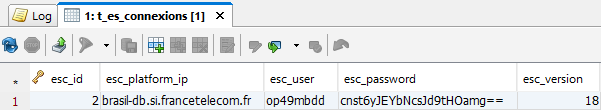 Log 1: t_es_connexions [1]
* esc_id esc_platform_ip esc_user esc_password esc_version
1 2 brasil-db.si.francetelecom.fr op49mbdd cnst6yJEYbNcsJd9tHOamg== 18